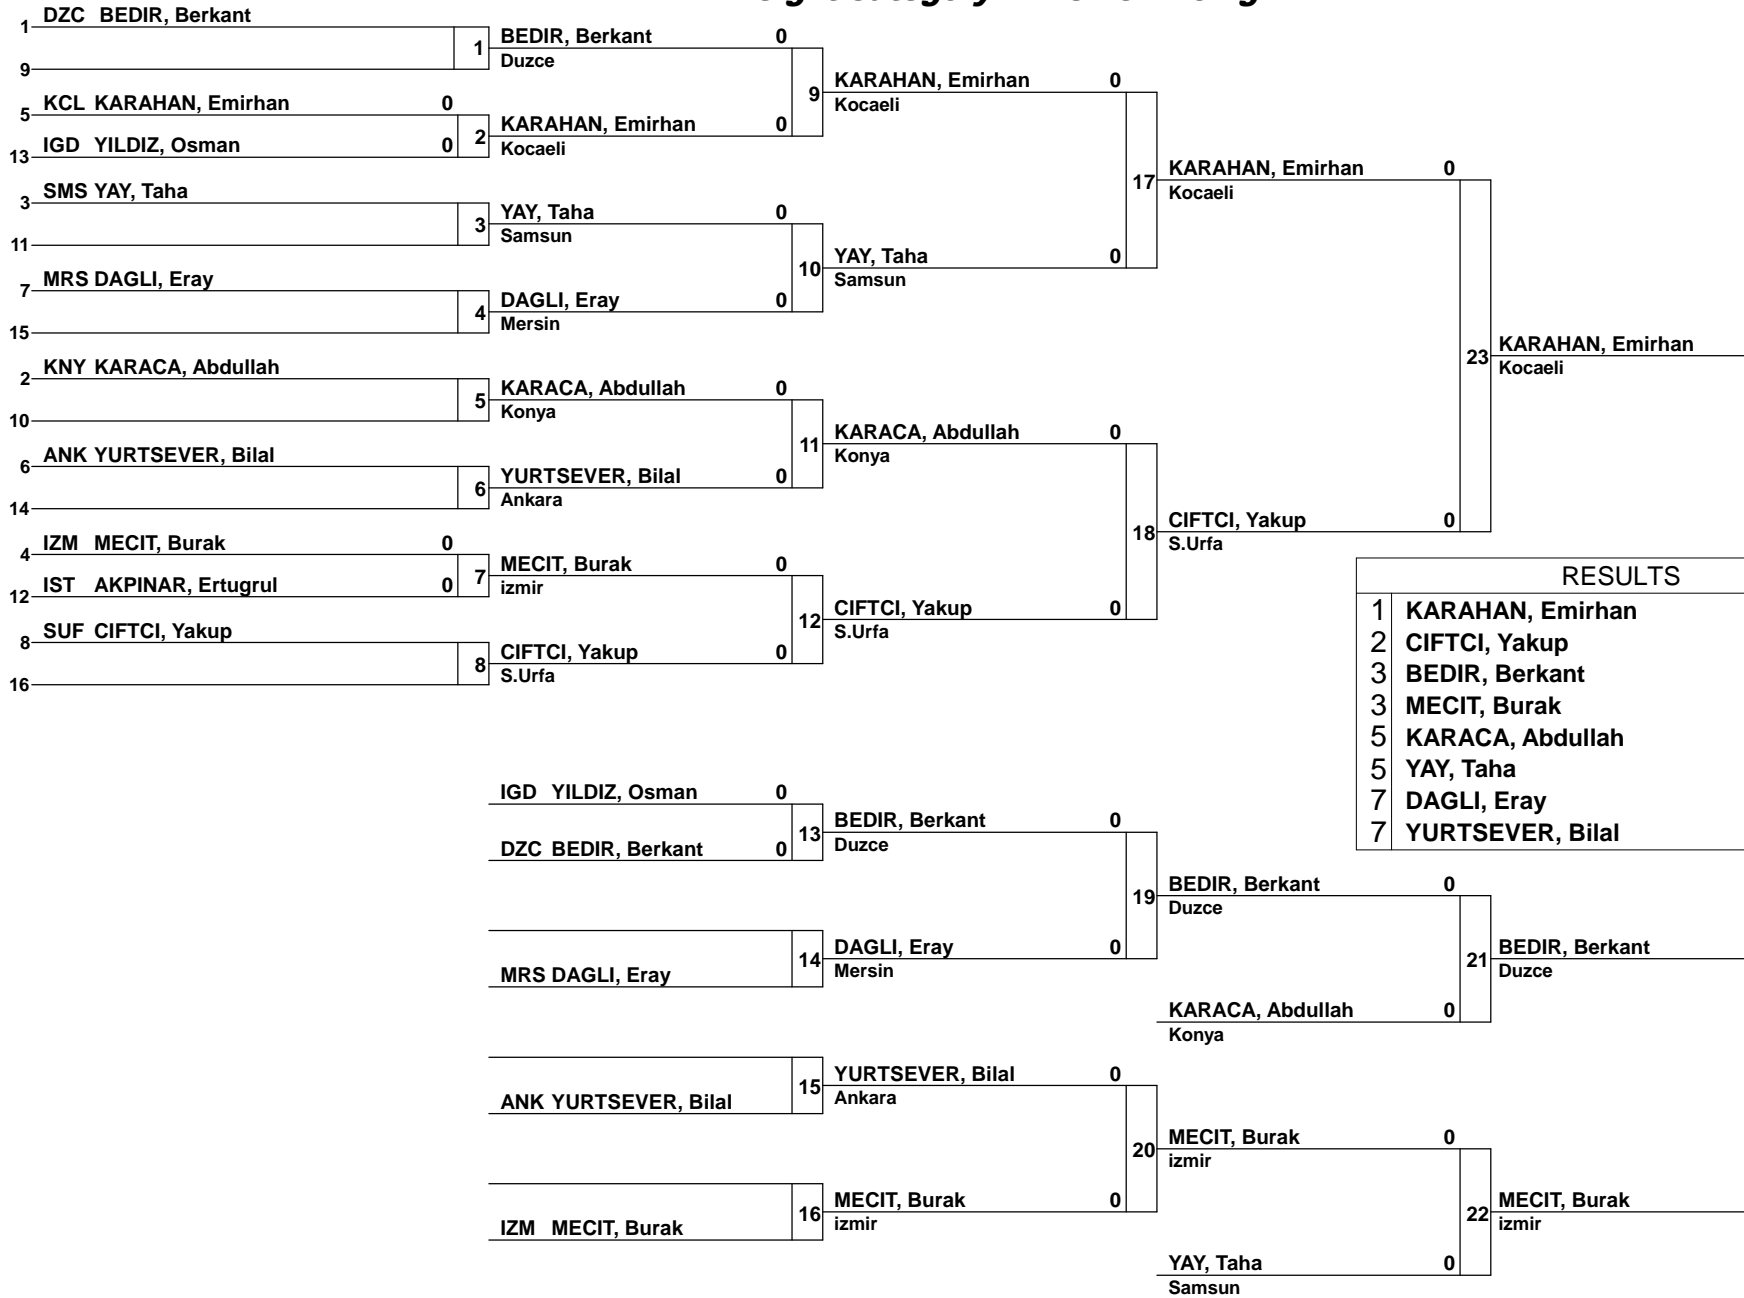 1 DZC BEDIR, Berkant
9
1 BEDIR, Berkant 0
Duzce
5 KCL KARAHAN, Emirhan 0
13 IGD YILDIZ, Osman 0
2 KARAHAN, Emirhan 0
Kocaeli
9 KARAHAN, Emirhan 0
Kocaeli
3 SMS YAY, Taha
11
3 YAY, Taha 0
Samsun
7 MRS DAGLI, Eray
15
4 DAGLI, Eray 0
Mersin
10 YAY, Taha 0
Samsun
17 KARAHAN, Emirhan 0
Kocaeli
2 KNY KARACA, Abdullah
10
5 KARACA, Abdullah 0
Konya
6 ANK YURTSEVER, Bilal
14
6 YURTSEVER, Bilal 0
Ankara
11 KARACA, Abdullah 0
Konya
4 IZM MECIT, Burak 0
12 IST AKPINAR, Ertugrul 0
7 MECIT, Burak 0
izmir
8 SUF CIFTCI, Yakup
16
8 CIFTCI, Yakup 0
S.Urfa
12 CIFTCI, Yakup 0
S.Urfa
18 CIFTCI, Yakup 0
S.Urfa
23 KARAHAN, Emirhan
Kocaeli
RESULTS
1 KARAHAN, Emirhan
2 CIFTCI, Yakup
3 BEDIR, Berkant
3 MECIT, Burak
5 KARACA, Abdullah
5 YAY, Taha
7 DAGLI, Eray
7 YURTSEVER, Bilal
IGD YILDIZ, Osman 0
DZC BEDIR, Berkant 0
13 BEDIR, Berkant 0
Duzce
MRS DAGLI, Eray
14 DAGLI, Eray 0
Mersin
19 BEDIR, Berkant 0
Duzce
KARACA, Abdullah 0
Konya
21 BEDIR, Berkant
Duzce
ANK YURTSEVER, Bilal
15 YURTSEVER, Bilal 0
Ankara
IZM MECIT, Burak
16 MECIT, Burak 0
izmir
20 MECIT, Burak 0
izmir
YAY, Taha 0
Samsun
22 MECIT, Burak
izmir